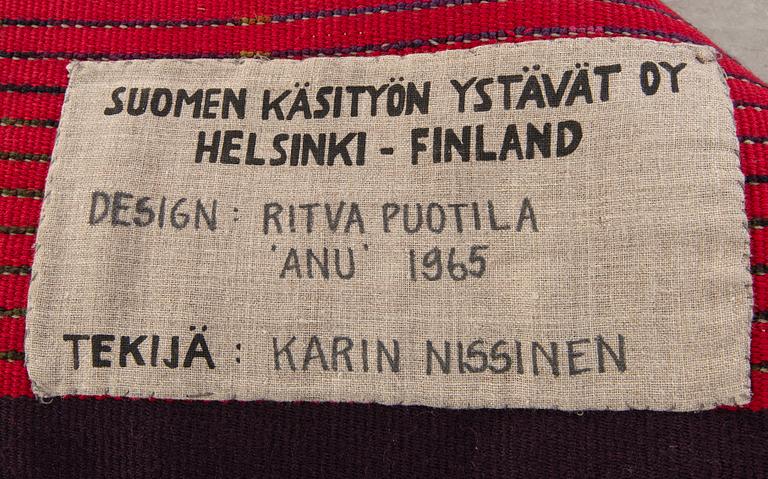 SUOMEN KÄSITYÖN YSTÄVÄT OY
HELSINKI - FINLAND
DESIGN : RITVA PUOTILA
'ANU' 1965
TEKIJÄ : KARIN NISSINEN